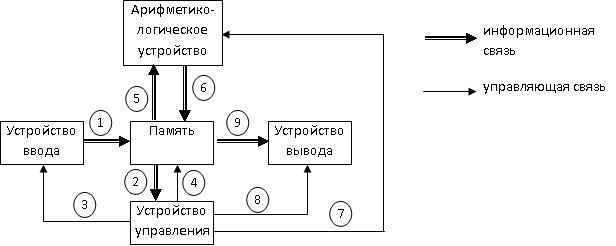 Арифметико-
логическое
устройство
информационная
связь
управляющая связь
5
6
1
9
Устройство
ввода
Память
Устройство
вывода
2
4
3
8
7
Устройство
управления